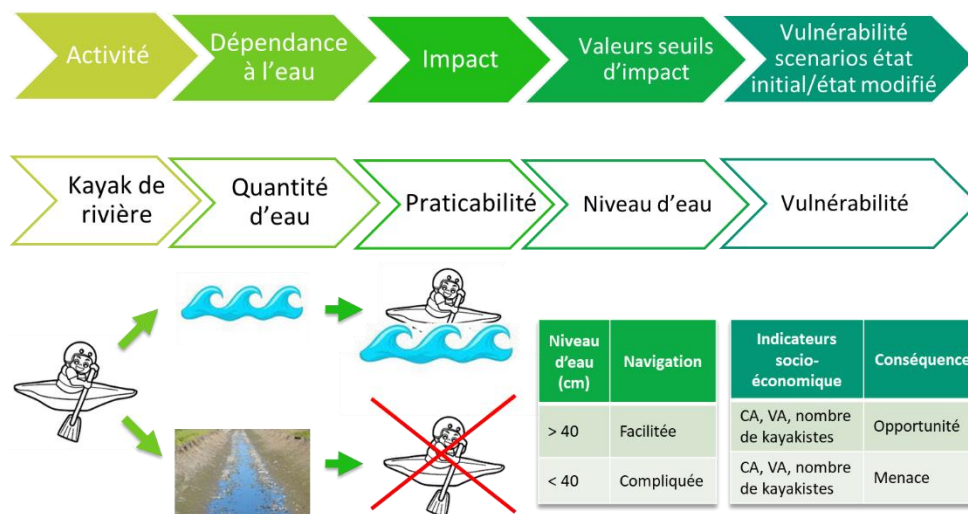 Activité
Dépendance
à l'eau
Impact
Valeurs seuils
d'impact
Vulnérabilité
scenarios état
initial/état modifié
Kayak de
rivière
Quantité
d'eau
Praticabilité
Niveau d'eau
Vulnérabilité
Niveau
d'eau
(cm)
Navigation
> 40
Facilitée
< 40
Compliquée
Indicateurs
socio-
économique
Conséquence
CA, VA, nombre
de kayakistes
Opportunité
CA, VA, nombre
de kayakistes
Menace